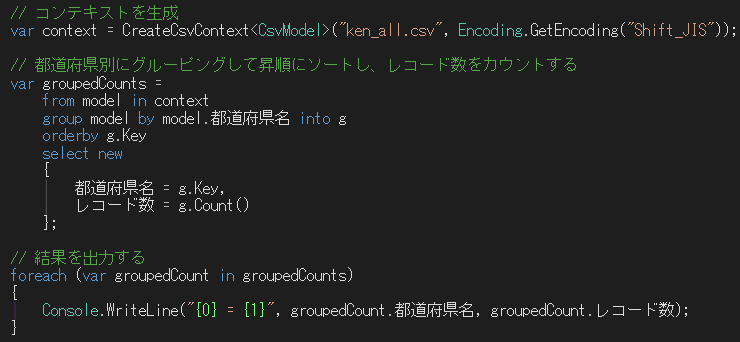 // コンテキストを生成
var context = CreateCsvContext<CsvModel>("ken_all.csv", Encoding.GetEncoding("Shift_JIS"));
// 都道府県別にグルーピングして昇順にソートし、レコード数をカウントする
var groupedCounts =
from model in context
group model by model.都道府県名 into g
orderby g.Key
select new
{
都道府県名 = g.Key,
レコード数 = g.Count()
};
// 結果を出力する
foreach (var groupedCount in groupedCounts)
{
Console.WriteLine("{0} = {1}", groupedCount.都道府県名, groupedCount.レコード数);
}